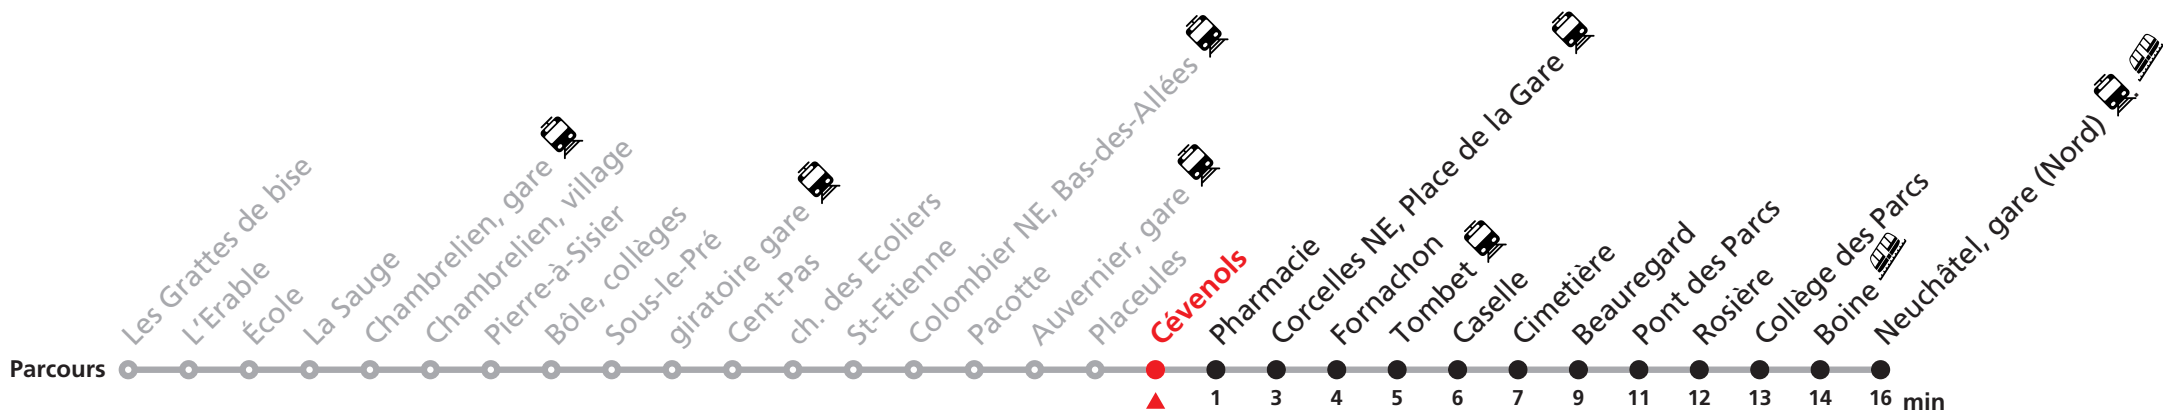 Parcours
Les Grattes de bise
L'Erable
École
La Sauge
Chambrelien, gare
Chambrelien, village
Pierre-à-Sisier
Bôle, collèges
Sous-le-Pré
giratoire gare
Cent-Pas
ch. des Ecoliers
St-Etienne
Colombier NE, Bas-des-Allées
Pacotte
Auvernier, gare
Placeules
Cévenols
Pharmacie
Corcelles NE, Place de la Gare
Fornachon
Tombet
Caselle
Cimetière
Beauregard
Pont des Parcs
Rosière
Collège des Parcs
Boine
Neuchâtel, gare (Nord)
1 3 4 5 6 7 9 11 12 13 14 16 min